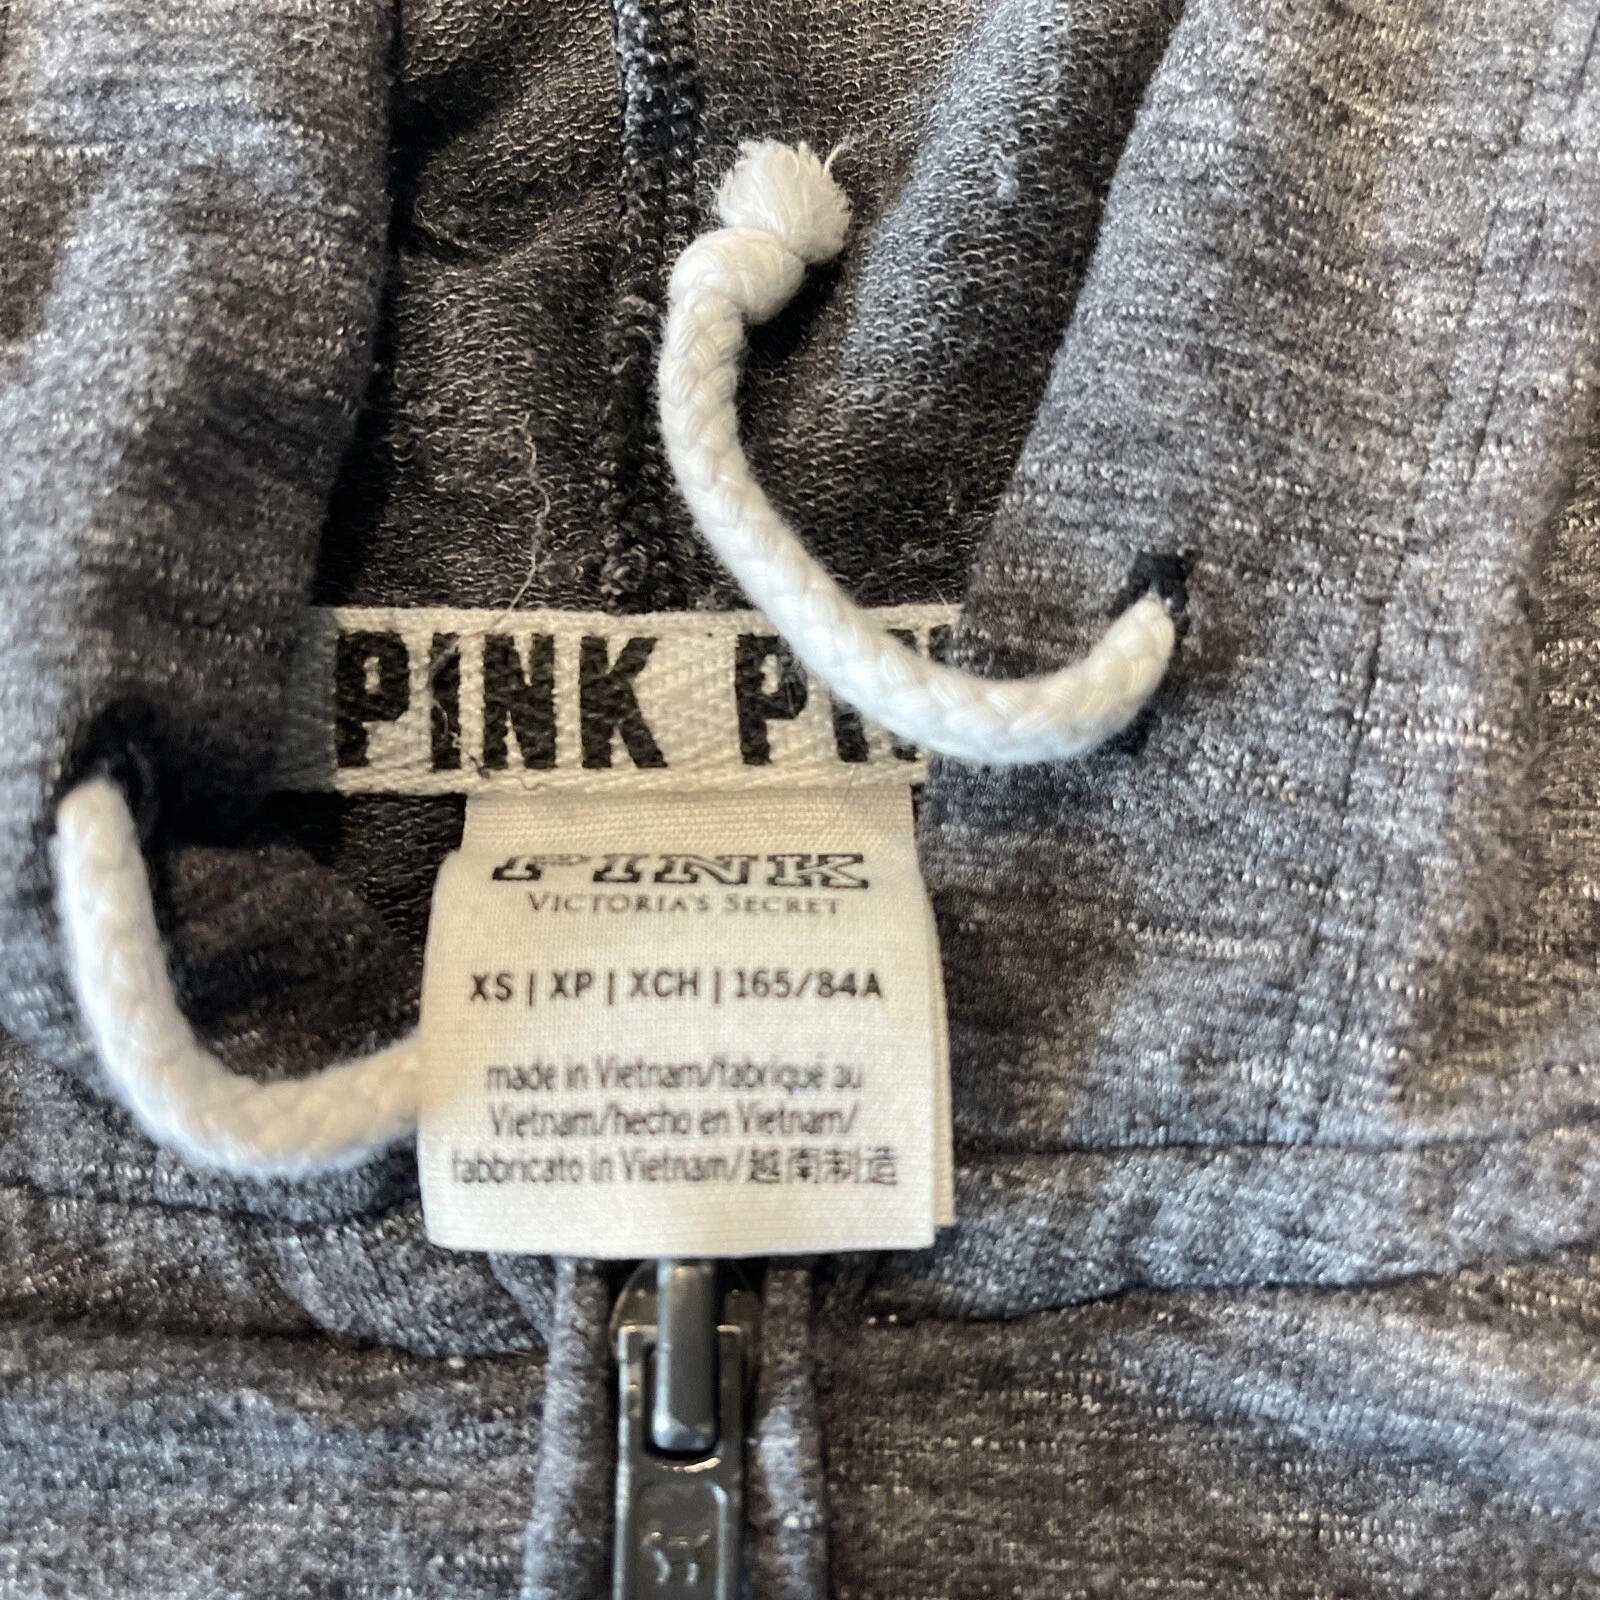 PINK PIN
PINK
VICTORIA'S SECRET
XS | XP | XCH | 165/84A
made in Vietnam/fabriqué au
Vietnam/hecho en Vietnam/
fabbricato in Vietnam/越南制造